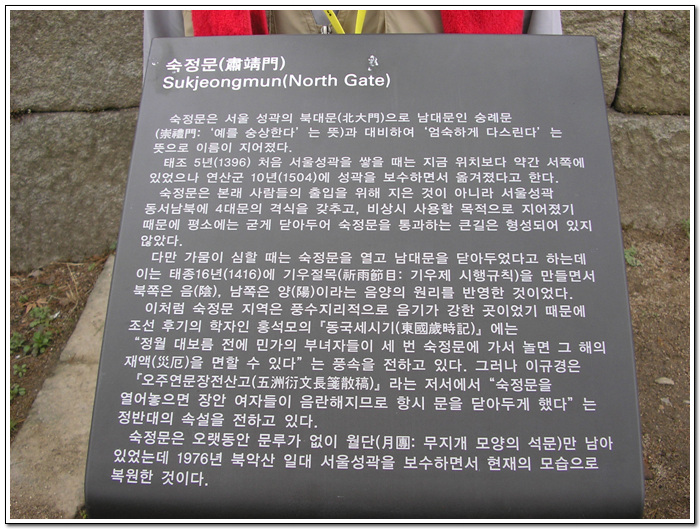 숙정문(肅靖門)
Sukjeongmun(North Gate)
숙정문은 서울 성곽의 북대문(北大門)으로 남대문인 숭례문
(崇禮門: ‘예를 숭상한다’는 뜻)과 대비하여 ‘엄숙하게 다스린다’는
뜻으로 이름이 지어졌다.
태조 5년(1396) 처음 서울성곽을 쌓을 때는 지금 위치보다 약간 서쪽에
있었으나 연산군 10년(1504)에 성곽을 보수하면서 옮겨졌다고 한다.
숙정문은 본래 사람들의 출입을 위해 지은 것이 아니라 서울성곽
동서남북에 4대문의 격식을 갖추고, 비상시 사용할 목적으로 지어졌기
때문에 평소에는 굳게 닫아두어 숙정문을 통과하는 큰길은 형성되어 있지
않았다.
다만 가뭄이 심할 때는 숙정문을 열고 남대문을 닫아두었다고 하는데
이는 태종16년(1416)에 기우절목(祈雨節目: 기우제 시행규칙)을 만들면서
북쪽은 음(陰), 남쪽은 양(陽)이라는 음양의 원리를 반영한 것이었다.
이처럼 숙정문 지역은 풍수지리적으로 음기가 강한 곳이었기 때문에
조선 후기의 학자인 홍석모의 『동국세시기(東國歲時記)』에는
“정월 대보름 전에 민가의 부녀자들이 세 번 숙정문에 가서 놀면 그 해의
재액(災厄)을 면할 수 있다”는 풍속을 전하고 있다. 그러나 이규경은
『오주연문장전산고(五洲衍文長箋散稿)』라는 저서에서 “숙정문을
열어놓으면 장안 여자들이 음란해지므로 항시 문을 닫아두게 했다”는
정반대의 속설을 전하고 있다.
숙정문은 오랫동안 문루가 없이 월단(月團: 무지개 모양의 석문)만 남아
있었는데 1976년 북악산 일대 서울성곽을 보수하면서 현재의 모습으로
복원한 것이다.